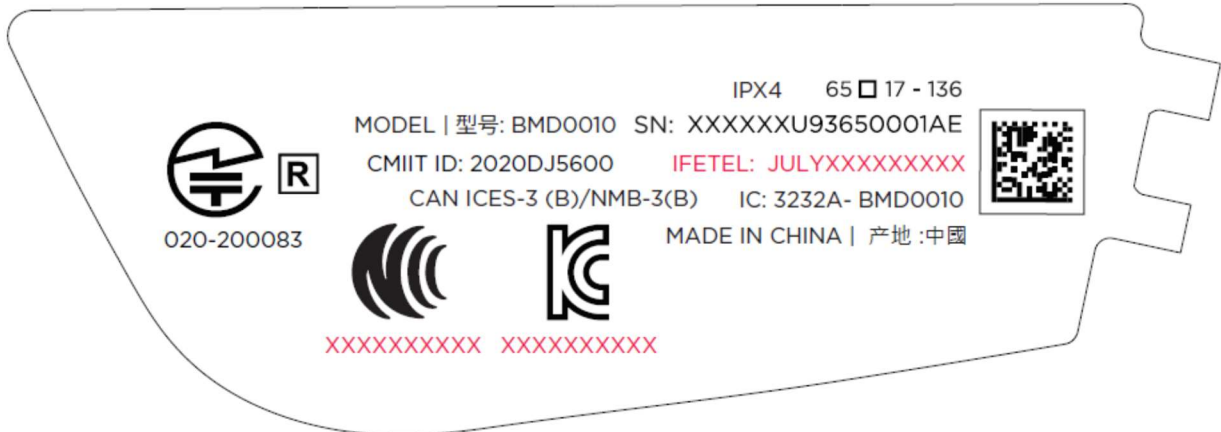 IPX4 65 □ 17 - 136
MODEL | 型号: BMD0010 SN: XXXXXXU93650001AE
CMIIT ID: 2020DJ5600 IFETEL: JULYXXXXXXXXX
R
CAN ICES-3 (B)/NMB-3(B) IC: 3232A- BMD0010
020-200083
MADE IN CHINA | 产地 :中國
XXXXXXXXXX XXXXXXXXXX